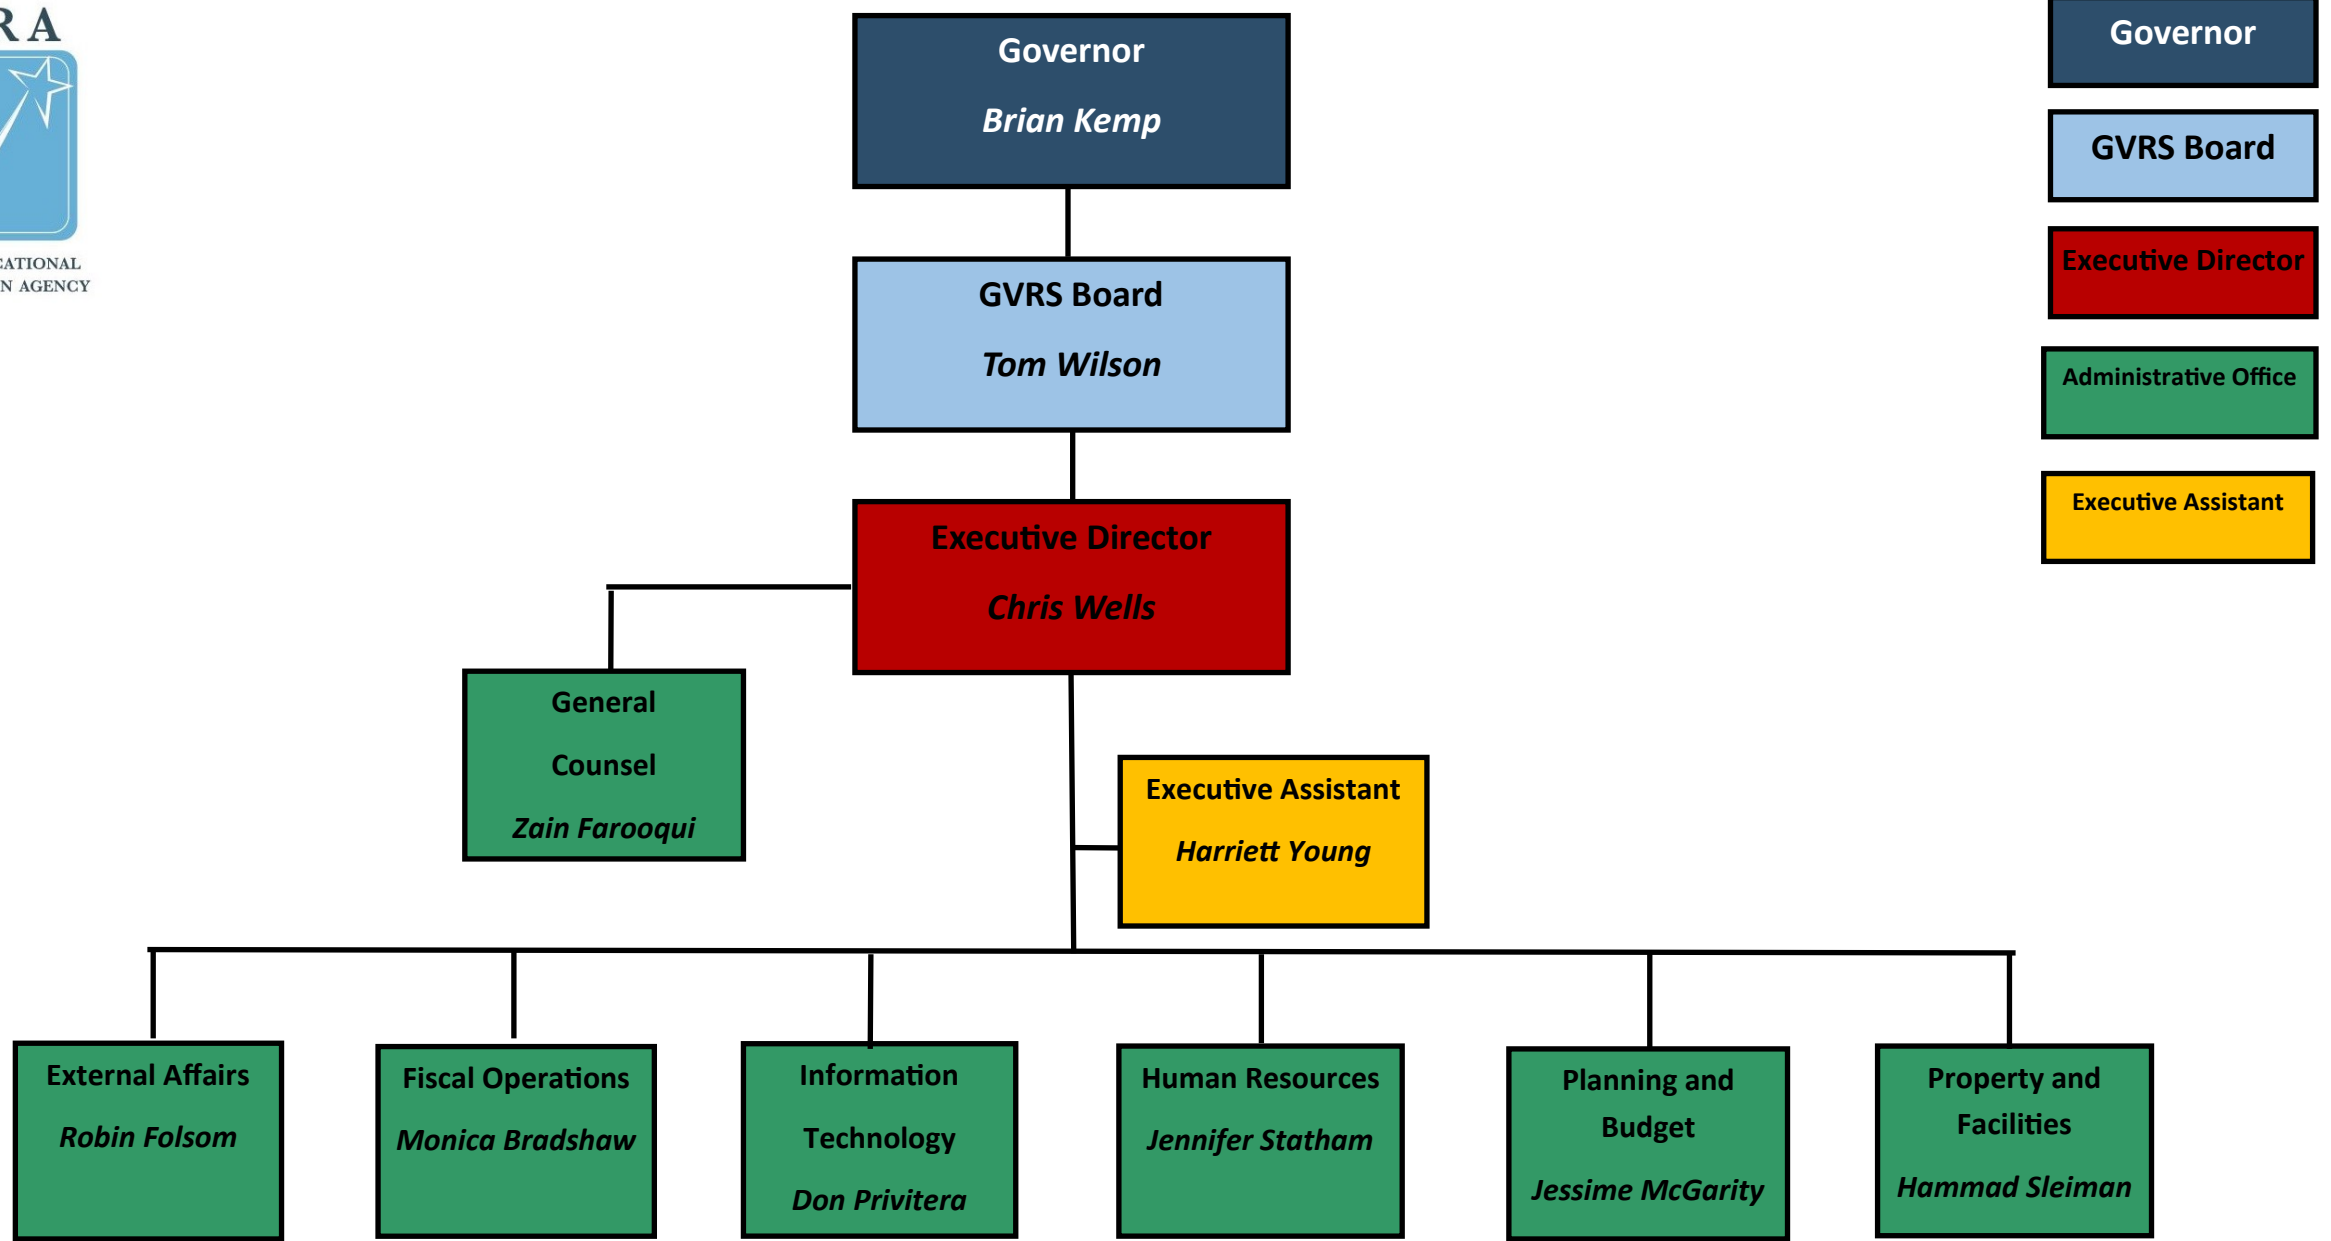 RA
CATIONAL
N AGENCY
Governor
Brian Kemp
GVRS Board
Tom Wilson
Executive Director
Chris Wells
General
Counsel
Zain Farooqui
Executive Assistant
Harriett Young
External Affairs
Robin Folsom
Fiscal Operations
Monica Bradshaw
Information
Technology
Don Privitera
Human Resources
Jennifer Statham
Planning and
Budget
Jessime McGarity
Property and
Facilities
Hammad Sleiman
Governor
GVRS Board
Executive Director
Administrative Office
Executive Assistant